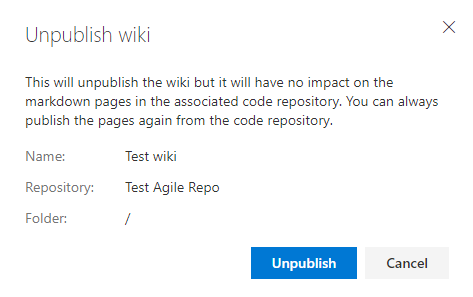 Unpublish wiki
This will unpublish the wiki but it will have no impact on the
markdown pages in the associated code repository. You can always
publish the pages again from the code repository.
Name: Test wiki
Repository: Test Agile Repo
Folder: /
Unpublish Cancel